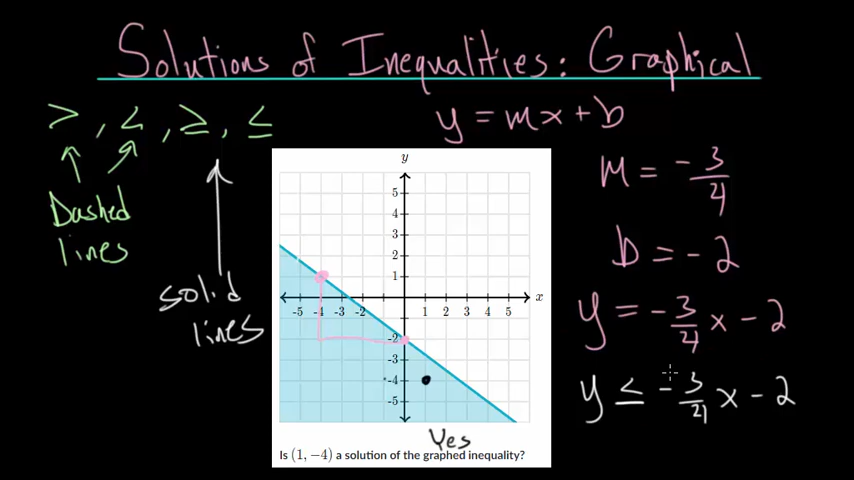 Solutions of Inequalities: Graphical
>, <, ≥, ≤
y = mx + b
Dashed
lines
solid
lines
m = -3/4
b = -2
y = -3/4 x - 2
y ≤ -3/4 x - 2
y
5
4
3
2
1
-5 -4 -3 -2 1 2 3 4 5
x
-2
-3
-4
-5
Yes
Is (1, -4) a solution of the graphed inequality?